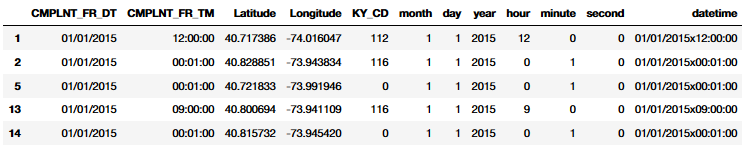 CMPLNT_FR_DT CMPLNT_FR_TM Latitude Longitude KY_CD month day year hour minute second datetime
1 01/01/2015 12:00:00 40.717386 -74.016047 112 1 1 2015 12 0 0 01/01/2015x12:00:00
2 01/01/2015 00:01:00 40.828851 -73.943834 116 1 1 2015 0 1 0 01/01/2015x00:01:00
5 01/01/2015 00:01:00 40.721833 -73.991946 0 1 1 2015 0 1 0 01/01/2015x00:01:00
13 01/01/2015 09:00:00 40.800694 -73.941109 116 1 1 2015 9 0 0 01/01/2015x09:00:00
14 01/01/2015 00:01:00 40.815732 -73.945420 0 1 1 2015 0 1 0 01/01/2015x00:01:00